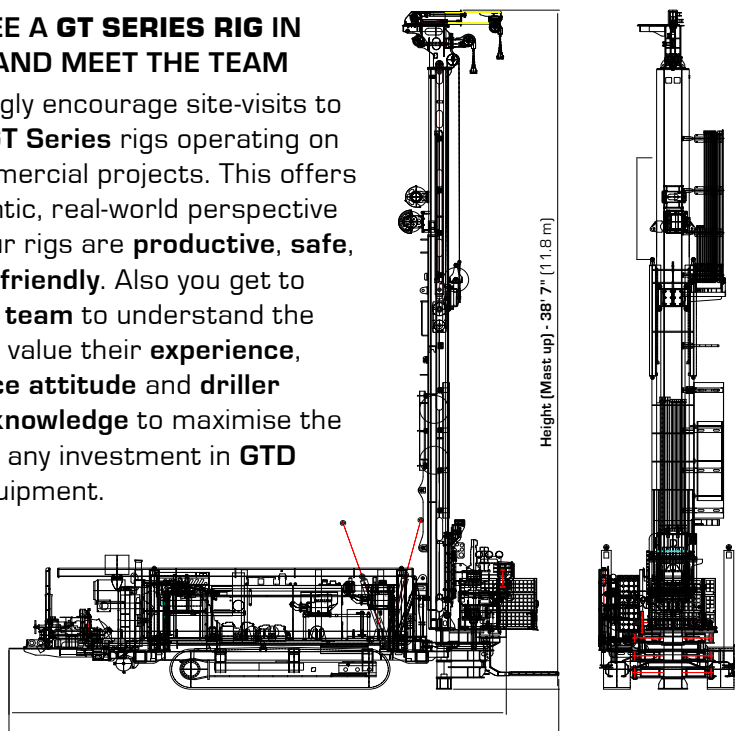 EE A GT SERIES RIG IN
AND MEET THE TEAM
gly encourage site-visits to
GT Series rigs operating on
mercial projects. This offers
ntic, real-world perspective
ur rigs are productive, safe,
friendly. Also you get to
team to understand the
value their experience,
ce attitude and driller
knowledge to maximise the
any investment in GTD
uipment.
Height (Mast up) - 38' 7" (11.8 m)